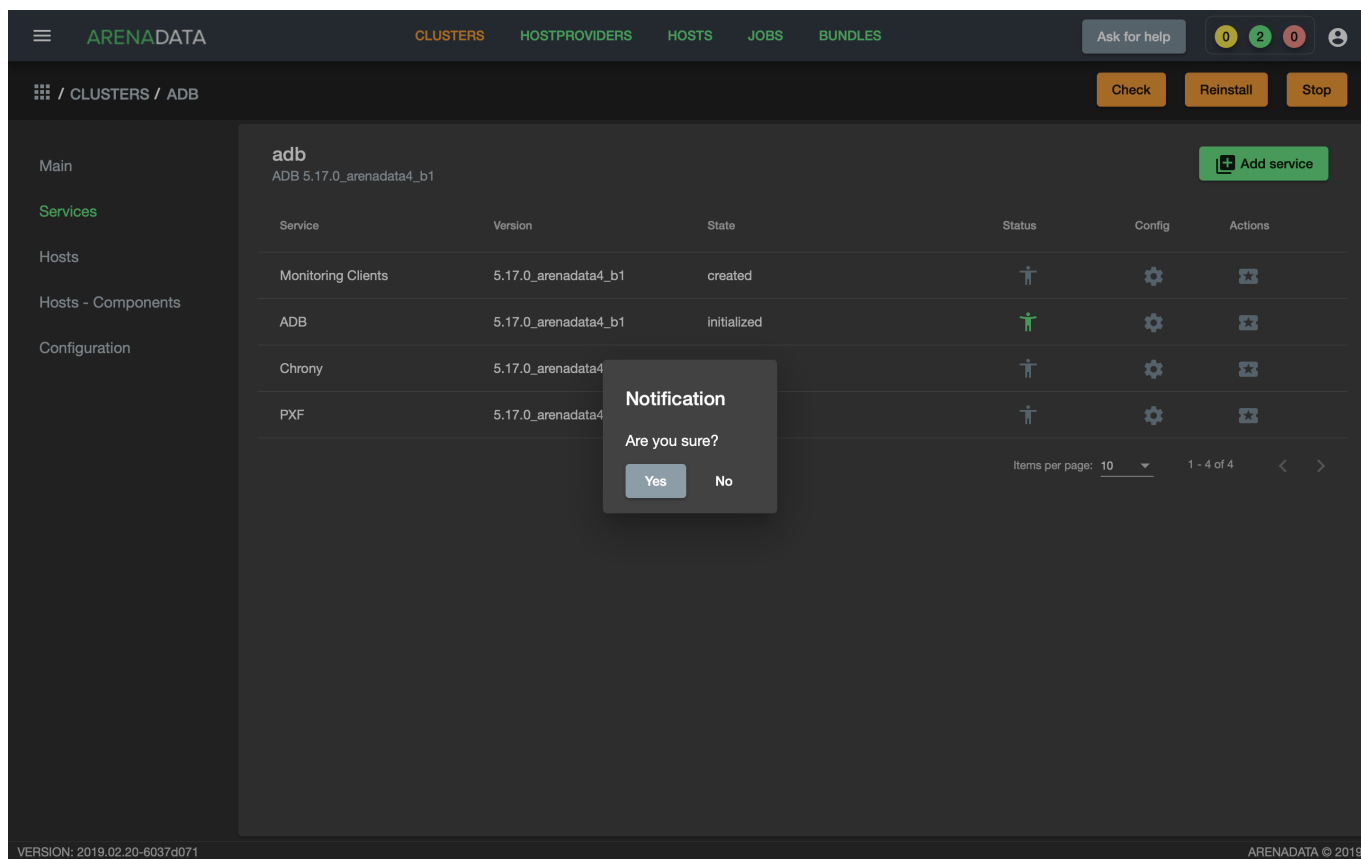 ARENADATA CLUSTERS HOSTPROVIDERS HOSTS JOBS BUNDLES Ask for help 0 2 0
/ CLUSTERS / ADB Check Reinstall Stop
Main
Services
Hosts
Hosts - Components
Configuration
adb
ADB 5.17.0_arenadata4_b1
Add service
Service Version State Status Config Actions
Monitoring Clients 5.17.0_arenadata4_b1 created
ADB 5.17.0_arenadata4_b1 initialized
Chrony 5.17.0_arenadata4
PXF 5.17.0_arenadata4
Items per page: 10 1 - 4 of 4
Notification
Are you sure?
Yes No
VERSION: 2019.02.20-6037d071 ARENADATA © 2019